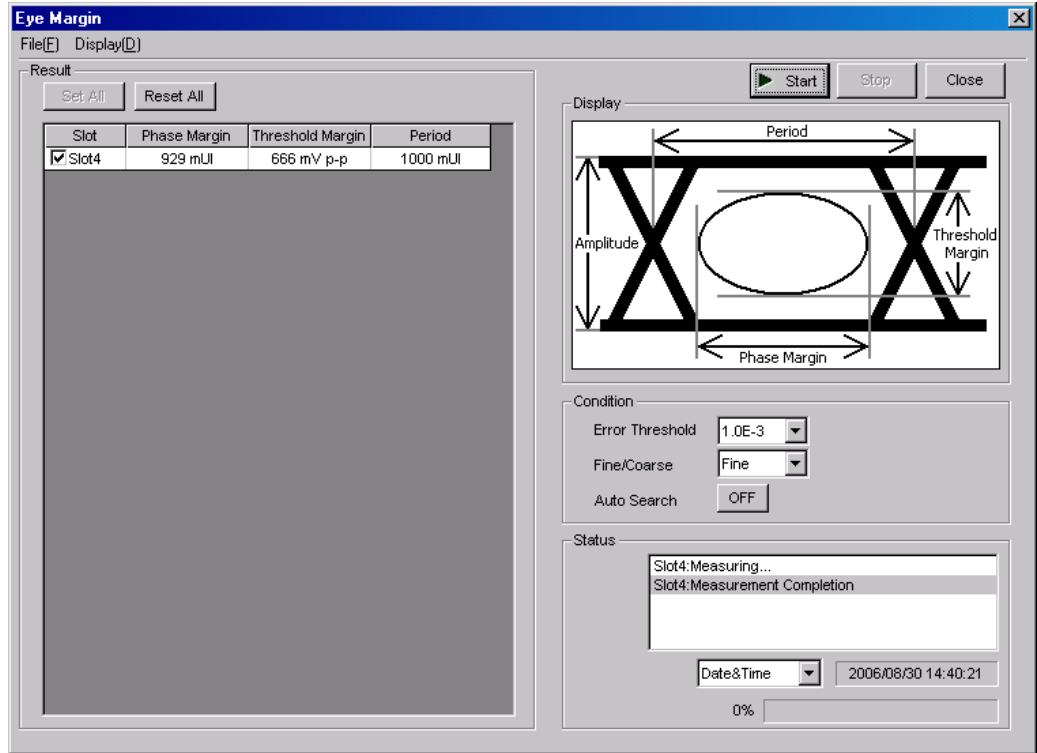 Eye Margin
File(F) Display(D)
Result
Set All Reset All
Slot Phase Margin Threshold Margin Period
Slot4 929 mUI 666 mV p-p 1000 mUI
Start Stop Close
Display
Period
Amplitude
Threshold
Margin
Phase Margin
Condition
Error Threshold 1.0E-3
Fine/Coarse Fine
Auto Search OFF
Status
Slot4:Measuring...
Slot4:Measurement Completion
Date&Time 2006/08/30 14:40:21
0%